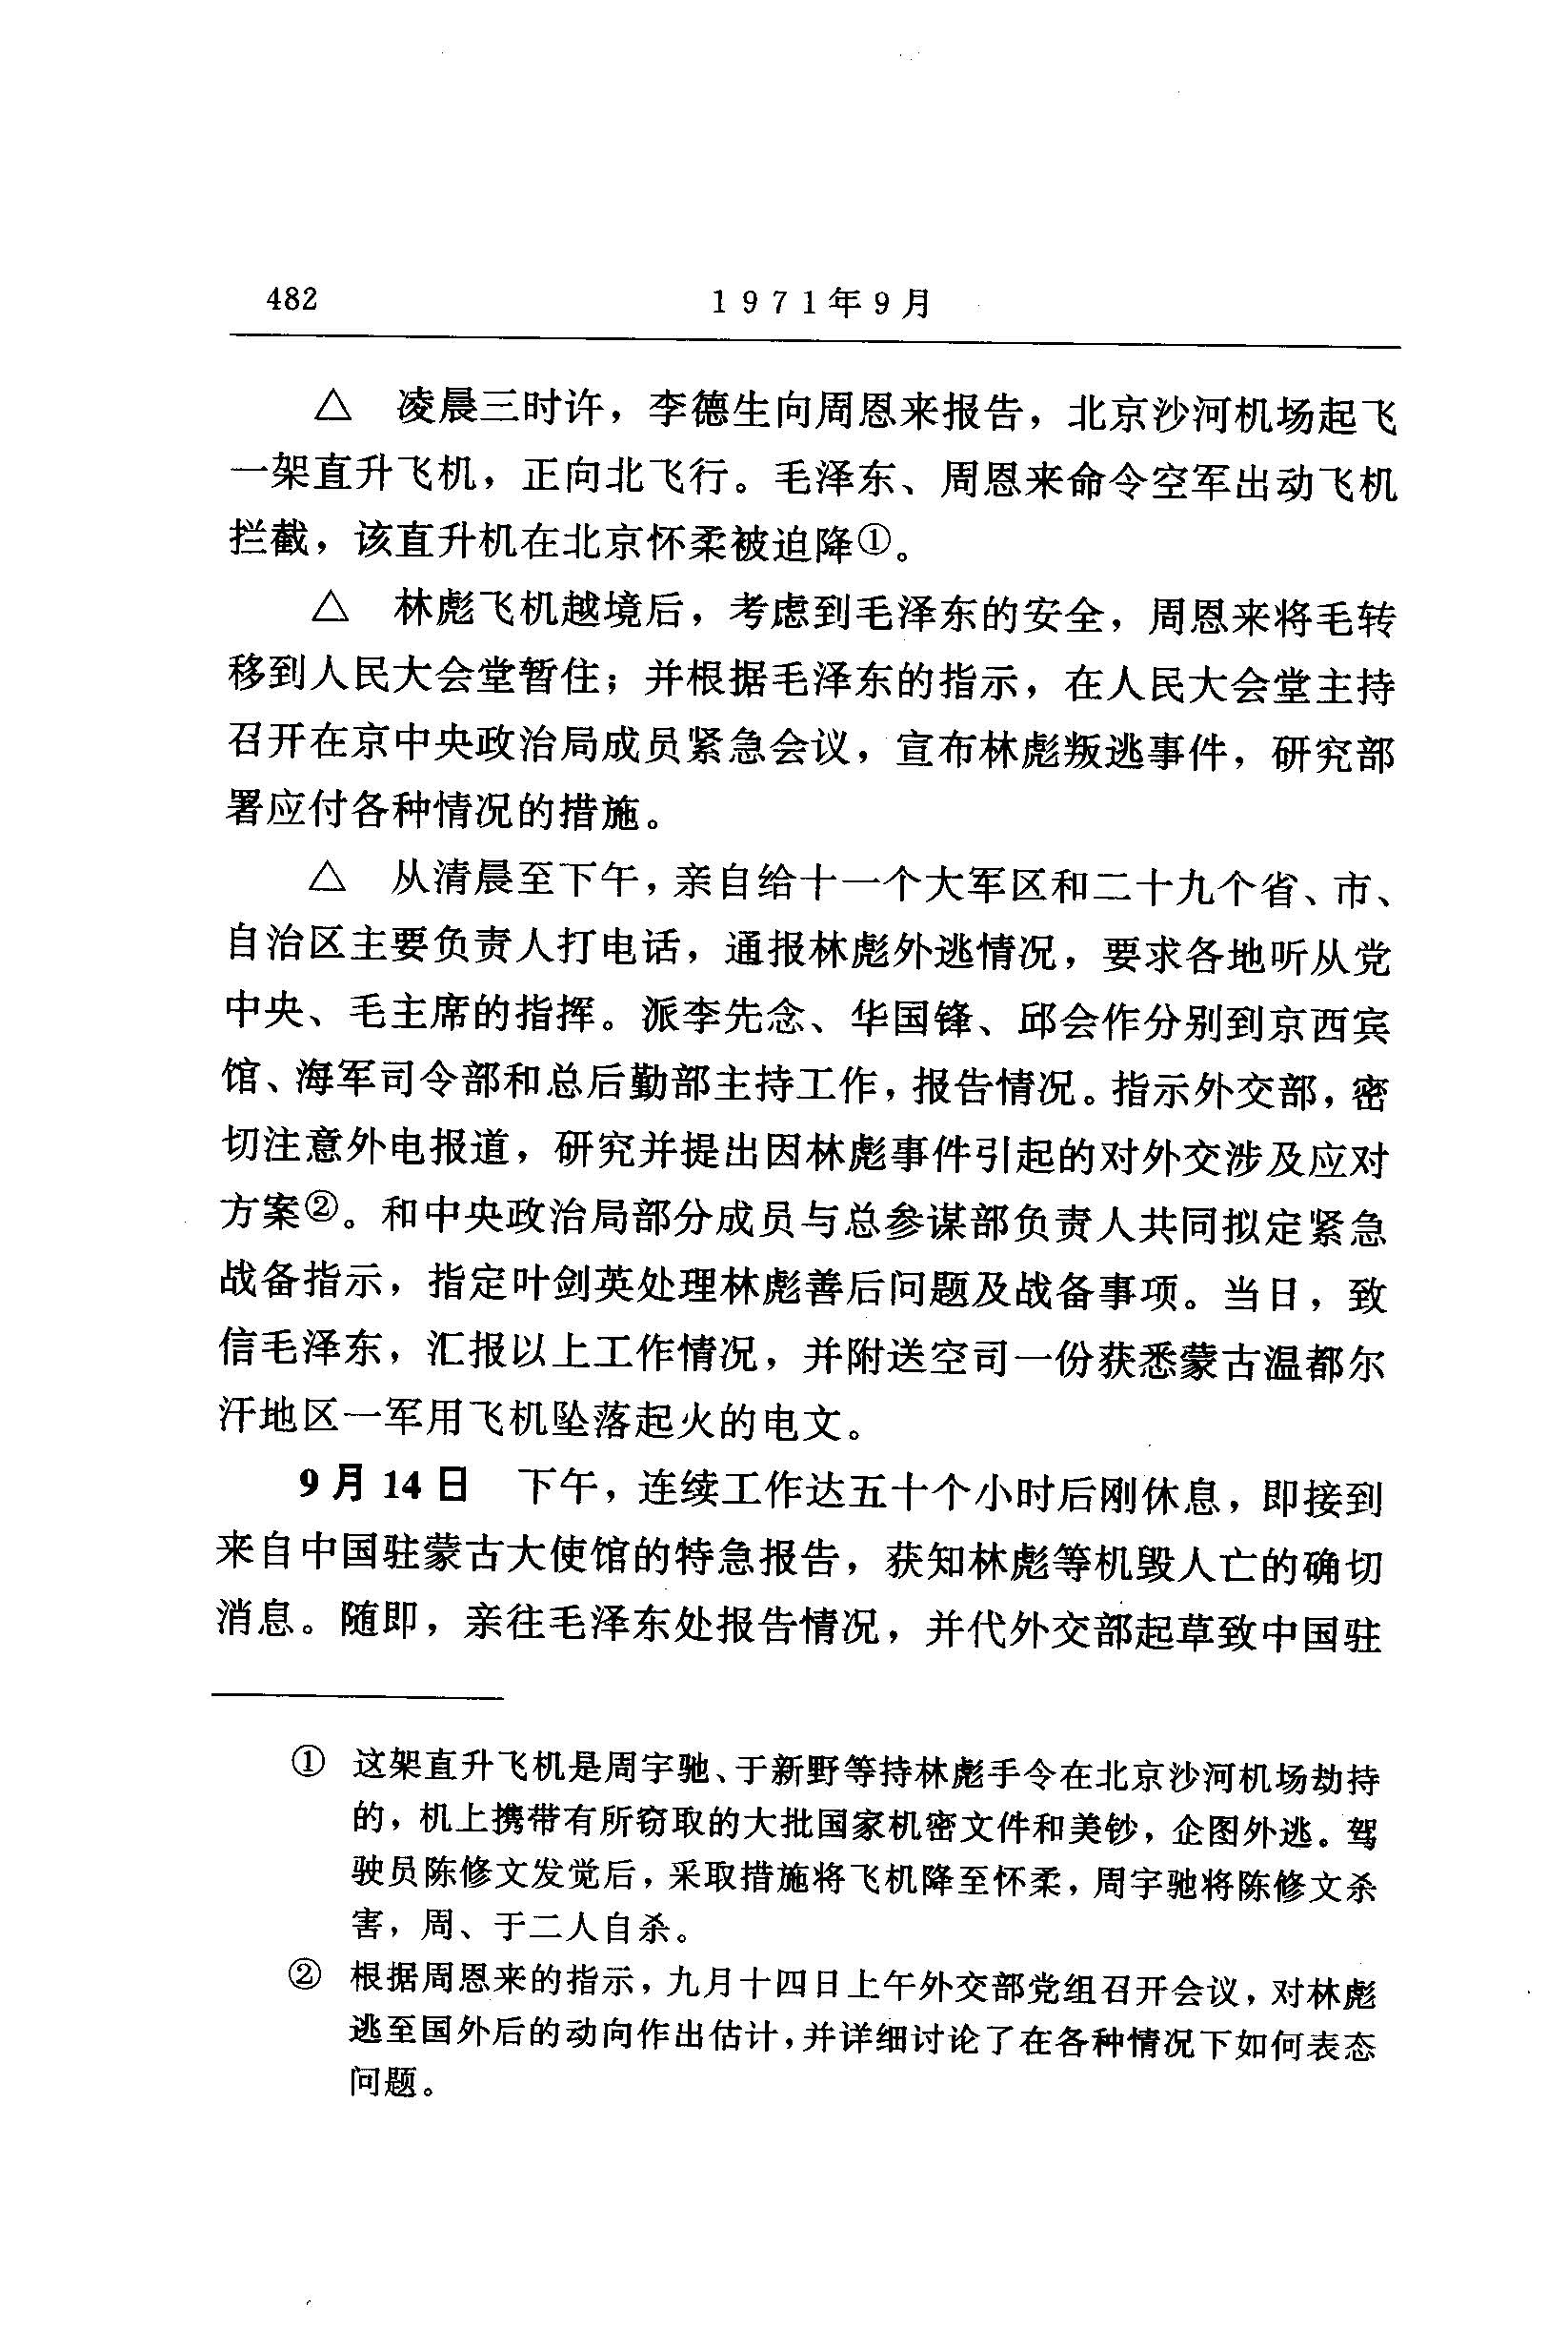 482
1971年9月
△ 凌晨三时许，李德生向周恩来报告，北京沙河机场起飞
一架直升飞机，正向北飞行。毛泽东、周恩来命令空军出动飞机
拦截，该直升机在北京怀柔被迫降①。
△ 林彪飞机越境后，考虑到毛泽东的安全，周恩来将毛转
移到人民大会堂暂住；并根据毛泽东的指示，在人民大会堂主持
召开在京中央政治局成员紧急会议，宣布林彪叛逃事件，研究部
署应付各种情况的措施。
△ 从清晨至下午，亲自给十一个大军区和二十九个省、市、
自治区主要负责人打电话，通报林彪外逃情况，要求各地听从党
中央、毛主席的指挥。派李先念、华国锋、邱会作分别到京西宾
馆、海军司令部和总后勤部主持工作，报告情况。指示外交部，密
切注意外电报道，研究并提出因林彪事件引起的对外交涉及应对
方案②。和中央政治局部分成员与总参谋部负责人共同拟定紧急
战备指示，指定叶剑英处理林彪善后问题及战备事项。当日，致
信毛泽东，汇报以上工作情况，并附送空司一份获悉蒙古温都尔
汗地区一军用飞机坠落起火的电文。
9月14日 下午，连续工作达五十个小时后刚休息，即接到
来自中国驻蒙古大使馆的特急报告，获知林彪等机毁人亡的确切
消息。随即，亲往毛泽东处报告情况，并代外交部起草致中国驻
① 这架直升飞机是周宇驰、于新野等持林彪手令在北京沙河机场劫持
的，机上携带有所窃取的大批国家机密文件和美钞，企图外逃。驾
驶员陈修文发觉后，采取措施将飞机降至怀柔，周宇驰将陈修文杀
害，周、于二人自杀。
② 根据周恩来的指示，九月十四日上午外交部党组召开会议，对林彪
逃至国外后的动向作出估计，并详细讨论了在各种情况下如何表态
问题。